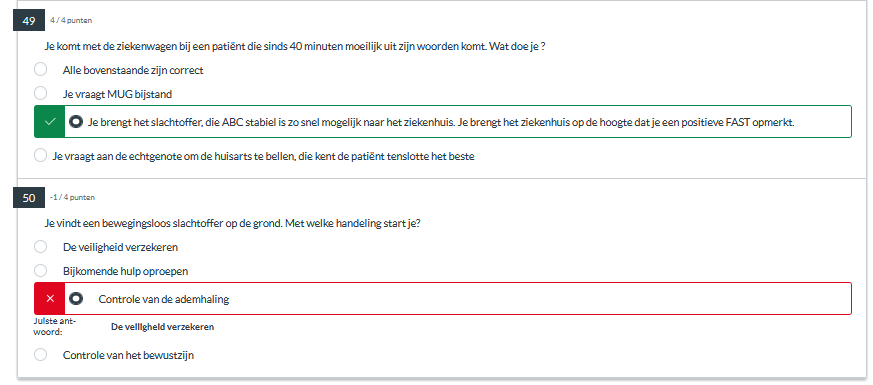 49 4 / 4 punten
Je komt met de ziekenwagen bij een patiënt die sinds 40 minuten moeilijk uit zijn woorden komt. Wat doe je ?
Alle bovenstaande zijn correct
Je vraagt MUG bijstand
Je brengt het slachtoffer, die ABC stabiel is zo snel mogelijk naar het ziekenhuis. Je brengt het ziekenhuis op de hoogte dat je een positieve FAST opmerkt.
Je vraagt aan de echtgenote om de huisarts te bellen, die kent de patiënt tenslotte het beste
50 -1 / 4 punten
Je vindt een bewegingsloos slachtoffer op de grond. Met welke handeling start je?
De veiligheid verzekeren
Bijkomende hulp oproepen
Controle van de ademhaling
Juiste ant-
woord: De veiligheid verzekeren
Controle van het bewustzijn